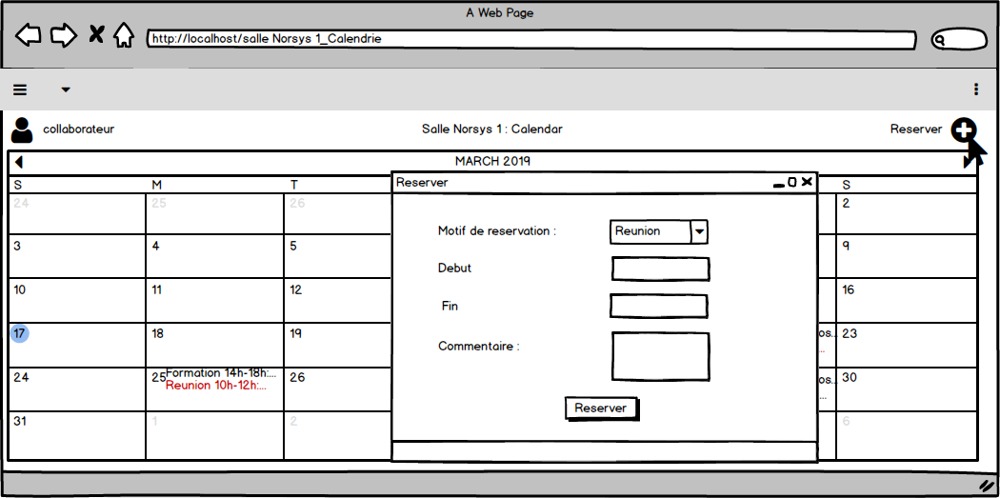 A Web Page
http://localhost/salle Norsys 1_Calendrie
collaborateur
Salle Norsys 1 : Calendar
Reserver
MARCH 2019
S M T S
Reserver
24 25 26 2
Motif de reservation : Reunion
3 4 5 9
Debut
10 11 12 16
Fin
17 18 19 os... 23
Commentaire :
...
24 25 Formation 14h-18h:... 26 os... 30
Reunion 10h-12h:... ...
Reserver
31 1 2 6